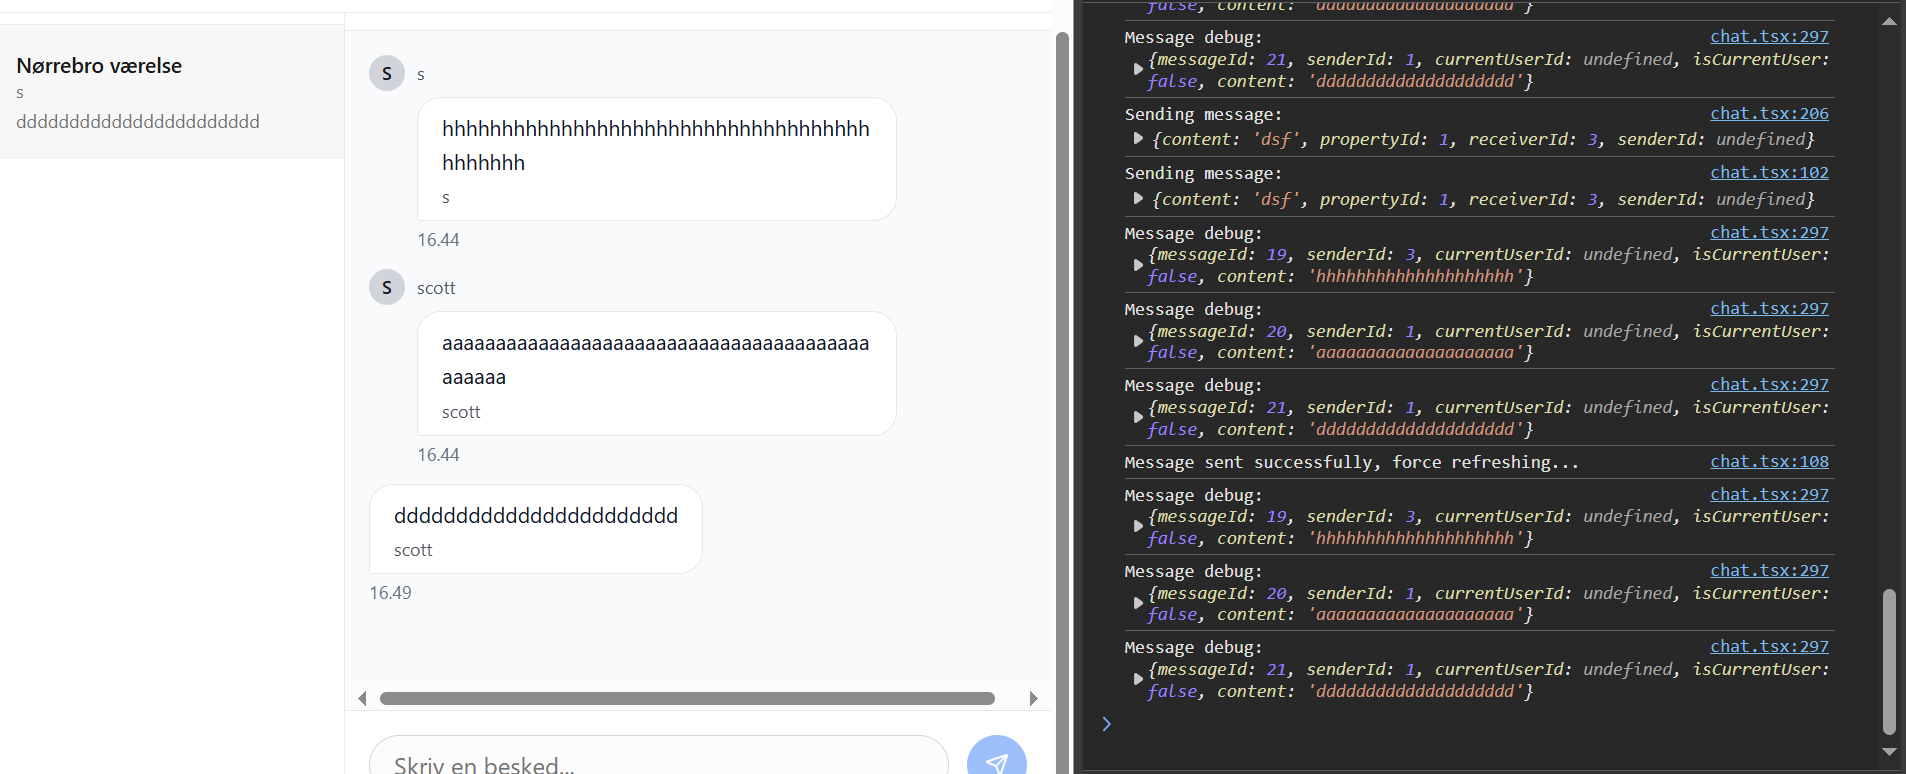 Nørrebro værelse
s
ddddddddddddddddddddddd
S s
hhhhhhhhhhhhhhhhhhhhhhhhhhhhhhhhhhhh
hhhhhhh
s
16.44
S scott
aaaaaaaaaaaaaaaaaaaaaaaaaaaaaaaaaaaaaaaa
aaaaaa
scott
16.44
ddddddddddddddddddddddd
scott
16.49
Skriv en besked...
false, content: 'dddddddddddddddddddd'}
Message debug: chat.tsx:297
{messageId: 21, senderId: 1, currentUserId: undefined, isCurrentUser:
false, content: 'dddddddddddddddddddd'}
Sending message: chat.tsx:206
{content: 'dsf', propertyId: 1, receiverId: 3, senderId: undefined}
Sending message: chat.tsx:102
{content: 'dsf', propertyId: 1, receiverId: 3, senderId: undefined}
Message debug: chat.tsx:297
{messageId: 19, senderId: 3, currentUserId: undefined, isCurrentUser:
false, content: 'hhhhhhhhhhhhhhhhhhhh'}
Message debug: chat.tsx:297
{messageId: 20, senderId: 1, currentUserId: undefined, isCurrentUser:
false, content: 'aaaaaaaaaaaaaaaaaaaa'}
Message debug: chat.tsx:297
{messageId: 21, senderId: 1, currentUserId: undefined, isCurrentUser:
false, content: 'dddddddddddddddddddd'}
Message sent successfully, force refreshing... chat.tsx:108
Message debug: chat.tsx:297
{messageId: 19, senderId: 3, currentUserId: undefined, isCurrentUser:
false, content: 'hhhhhhhhhhhhhhhhhhhh'}
Message debug: chat.tsx:297
{messageId: 20, senderId: 1, currentUserId: undefined, isCurrentUser:
false, content: 'aaaaaaaaaaaaaaaaaaaa'}
Message debug: chat.tsx:297
{messageId: 21, senderId: 1, currentUserId: undefined, isCurrentUser:
false, content: 'dddddddddddddddddddd'}